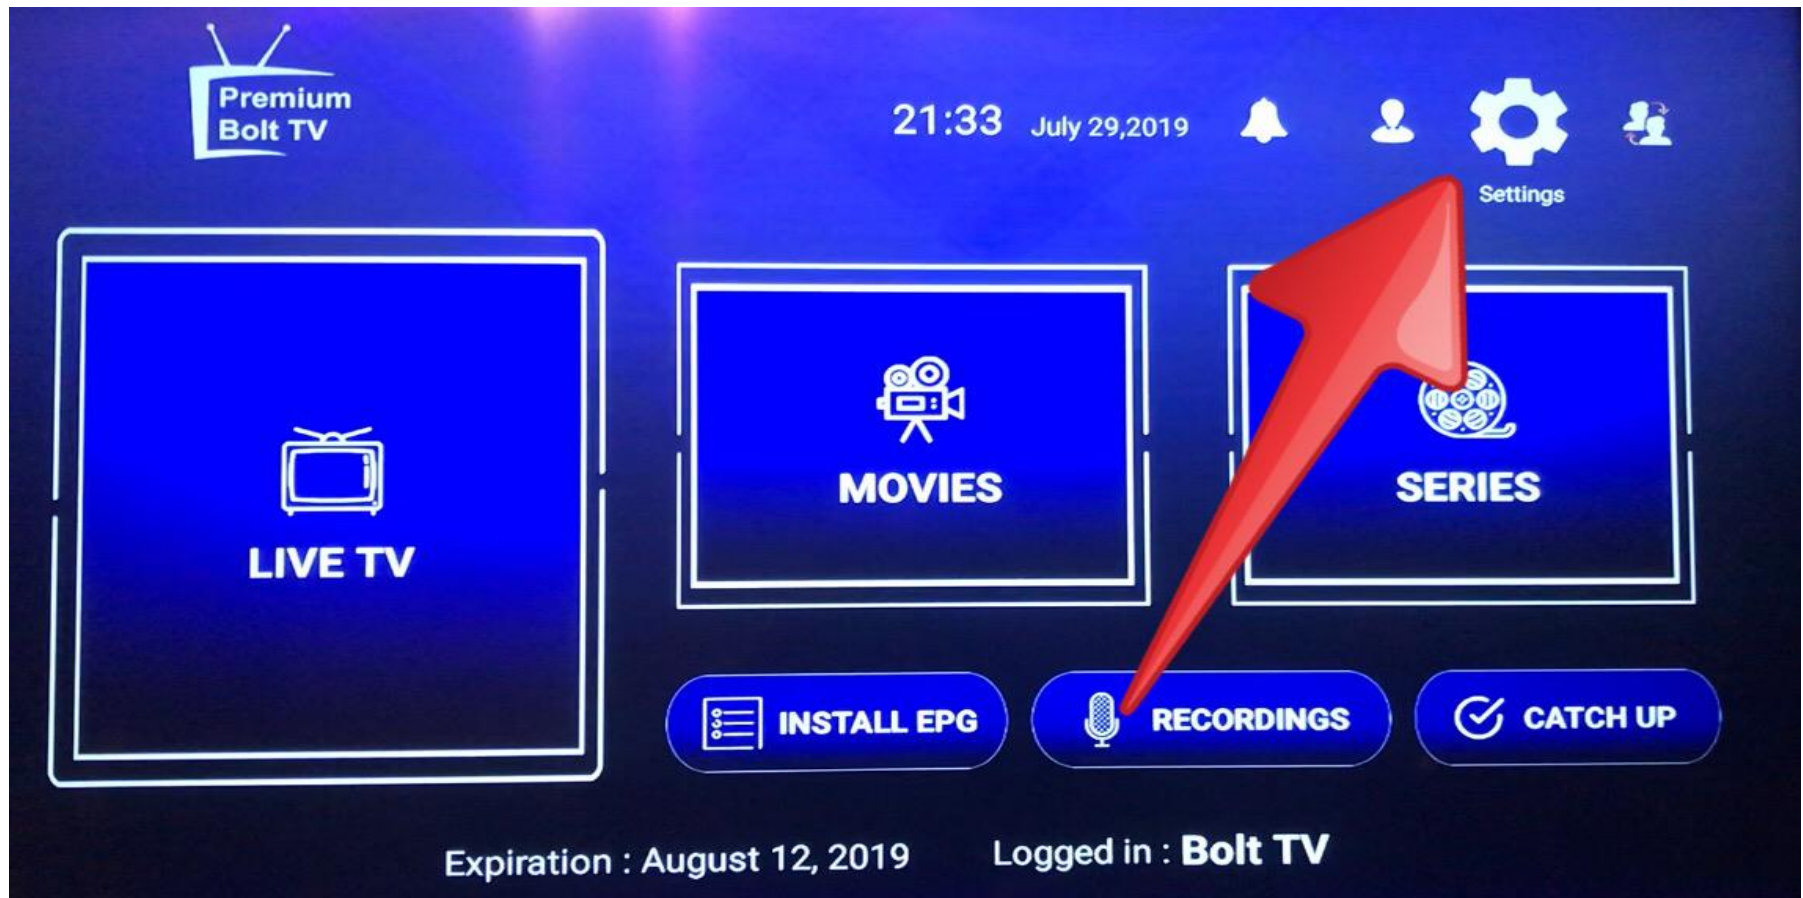 Premium
Bolt TV
21:33 July 29,2019
Settings
LIVE TV
MOVIES
SERIES
INSTALL EPG
RECORDINGS
CATCH UP
Expiration : August 12, 2019
Logged in : Bolt TV